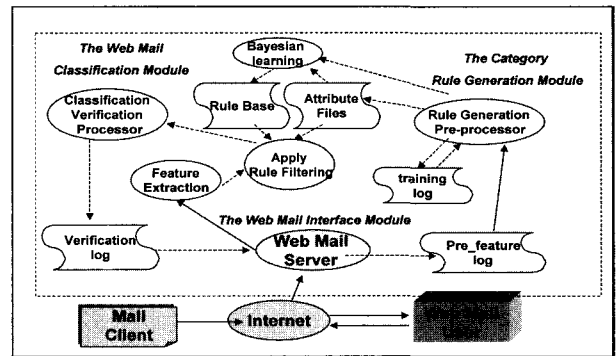 The Web Mail
Classification Module
Bayesian
learning
The Category
Rule Generation Module
Classification
Verification
Processor
Rule Base
Attribute
Files
Rule Generation
Pre-processor
Feature
Extraction
Apply
Rule Filtering
training
log
The Web Mail Interface Module
Verification
log
Web Mail
Server
Pre_feature
log
Mail
Client
Internet